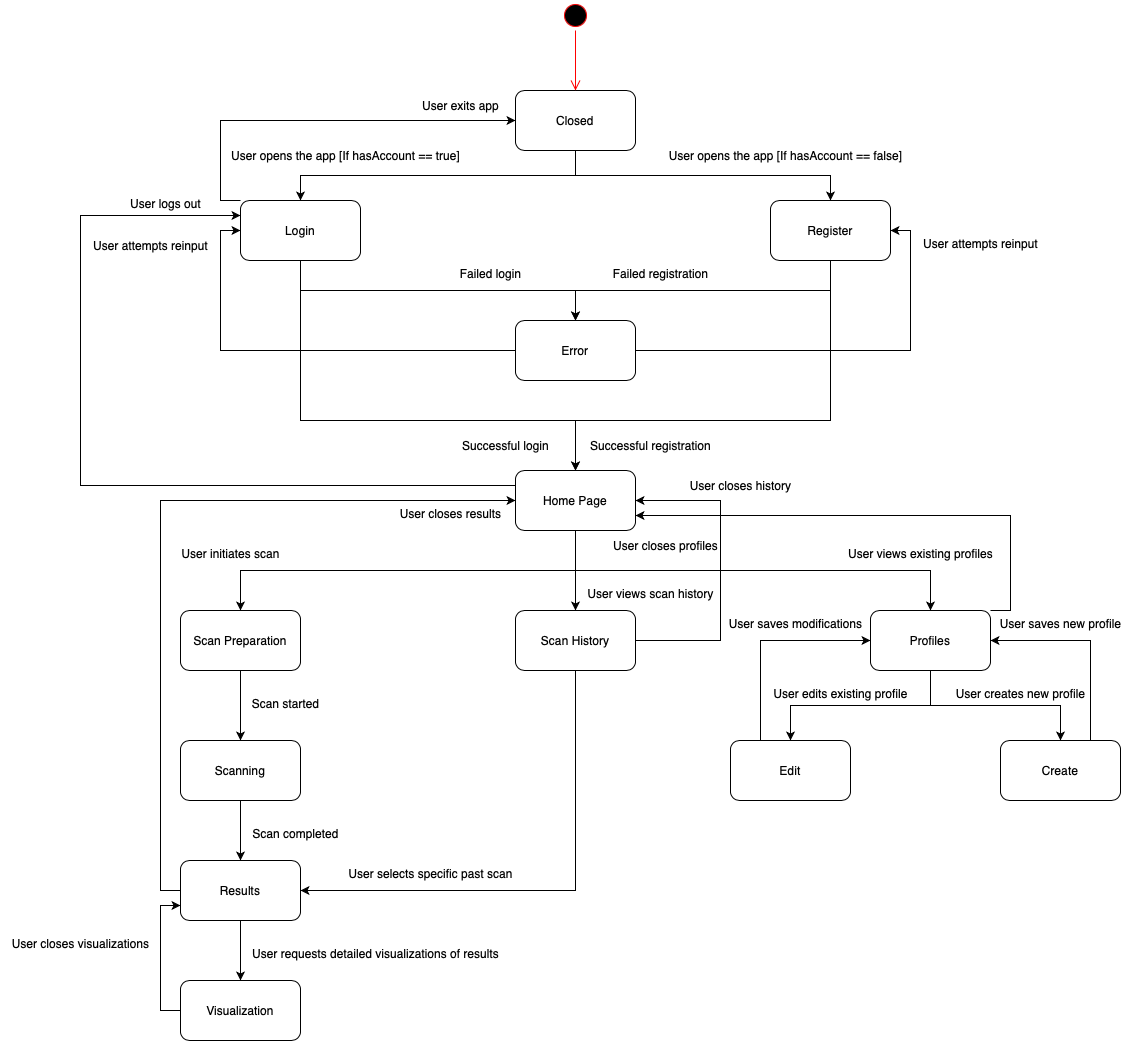 User exits app
Closed
User opens the app [If hasAccount == true]
User opens the app [If hasAccount == false]
User logs out
Login
Register
User attempts reinput
User attempts reinput
Failed login
Failed registration
Error
Successful login
Successful registration
User closes history
Home Page
User closes results
User closes profiles
User initiates scan
User views existing profiles
User views scan history
Scan Preparation
Scan History
User saves modifications
Profiles
User saves new profile
Scan started
User edits existing profile
User creates new profile
Scanning
Edit
Create
Scan completed
User selects specific past scan
Results
User closes visualizations
User requests detailed visualizations of results
Visualization